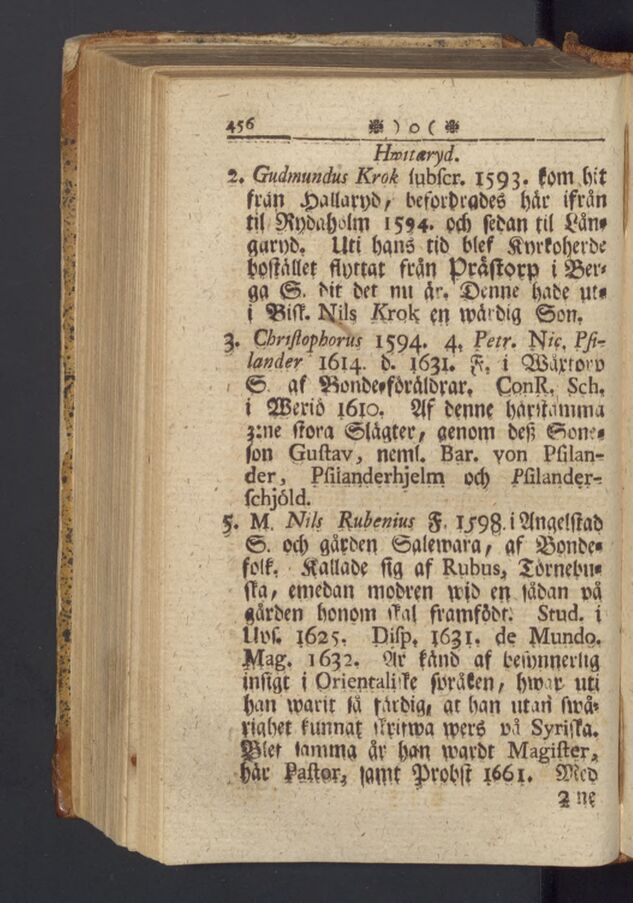 456 ❉ ) o ( ❉
Hwitaryd.
2. Gudmundus Krok subscr. 1593. kom hit
från Hallaryd, befordrades här ifrån
til Rydaholm 1594. och sedan til Lån-
garyd. Uti hans tid blef Kyrkoherde
bostället flyttat från Prästorp i Ber-
ga S. dit det nu är. Denne hade ut-
i Bisk. Nils Krok en wärdig Son.
3. Christophorus 1594. 4. Petr. Nic. Psi-
lander 1614. d. 1631. F. i Wäxtorp
S. af Bonde-föräldrar. ConR. Sch.
i Wexiö 1610. Af denne härstamma
3:ne stora Slägter, genom deß Sone-
son Gustav, neml. Bar. von Psilan-
der, Psilanderhjelm och Psilander-
schjöld.
5. M. Nils Rubenius F. 1598. i Angelstad
S. och gården Salewara, af Bonde-
folk. Kallade sig af Rubus, Törnebu-
ska, emedan modren wid en sådan på
gården honom skal framfödt. Stud. i
Ups. 1625. Disp. 1631. de Mundo.
Mag. 1632. Är känd af besynnerlig
insigt i Orientaliske språken, hwar uti
han warit så färdig, at han utan swå-
righet kunnat skritwa wers på Syriska.
Blef samma år han wardt Magister,
här Pastor, samt Probst 1661. Med
2 ne